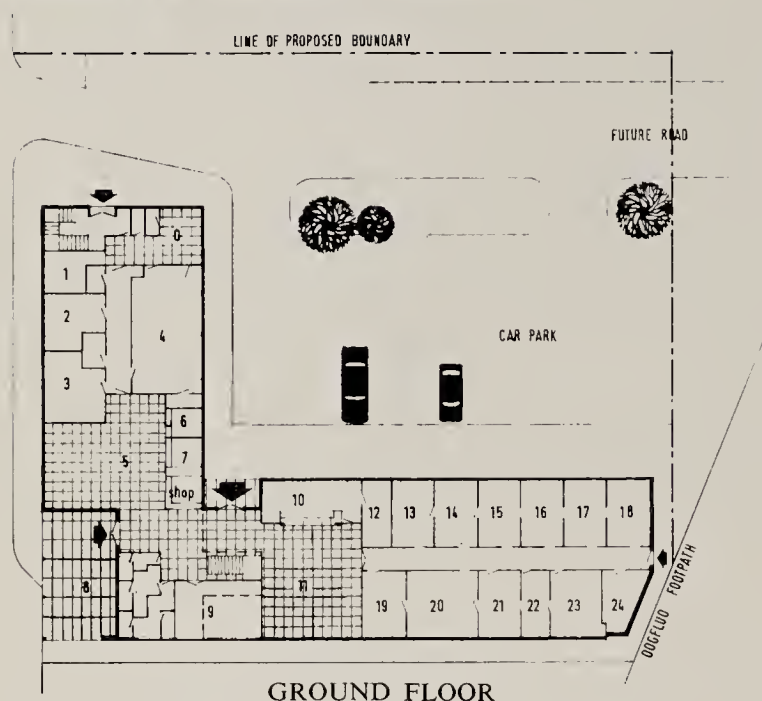 LINE OF PROPOSED BOUNDARY
FUTURE ROAD
0
1
2
4
CAR PARK
3
6
5
7
shop
10
12 13 14 15 16 17 18
8
9
11
19 20 21 22 23 24
DOGFLUD FOOTPATH
GROUND FLOOR